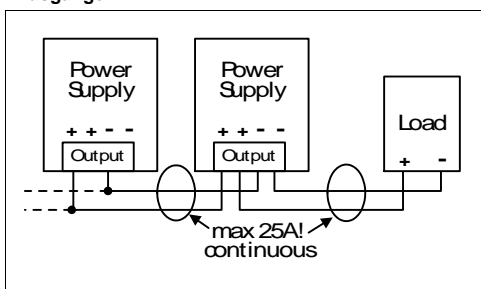 Power
Supply
+ + - -
Output
Power
Supply
+ + - -
Output
Load
+ -
max 25A!
continuous